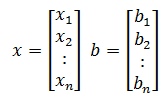 x = [x₁ x₂ : xₙ] b = [b₁ b₂ : bₙ]